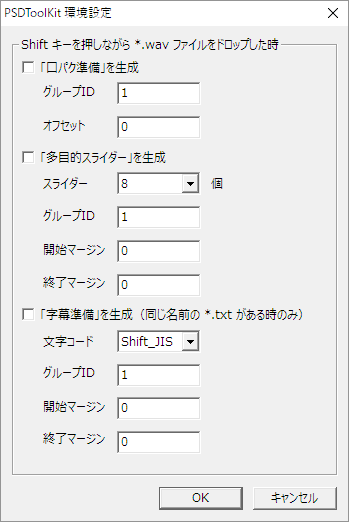 PSDToolKit 環境設定
Shift キーを押しながら *.wav ファイルをドロップした時
「口パク準備」を生成
グループID 1
オフセット 0
「多目的スライダー」を生成
スライダー 8 個
グループID 1
開始マージン 0
終了マージン 0
「字幕準備」を生成（同じ名前の *.txt がある時のみ）
文字コード Shift_JIS
グループID 1
開始マージン 0
終了マージン 0
OK キャンセル